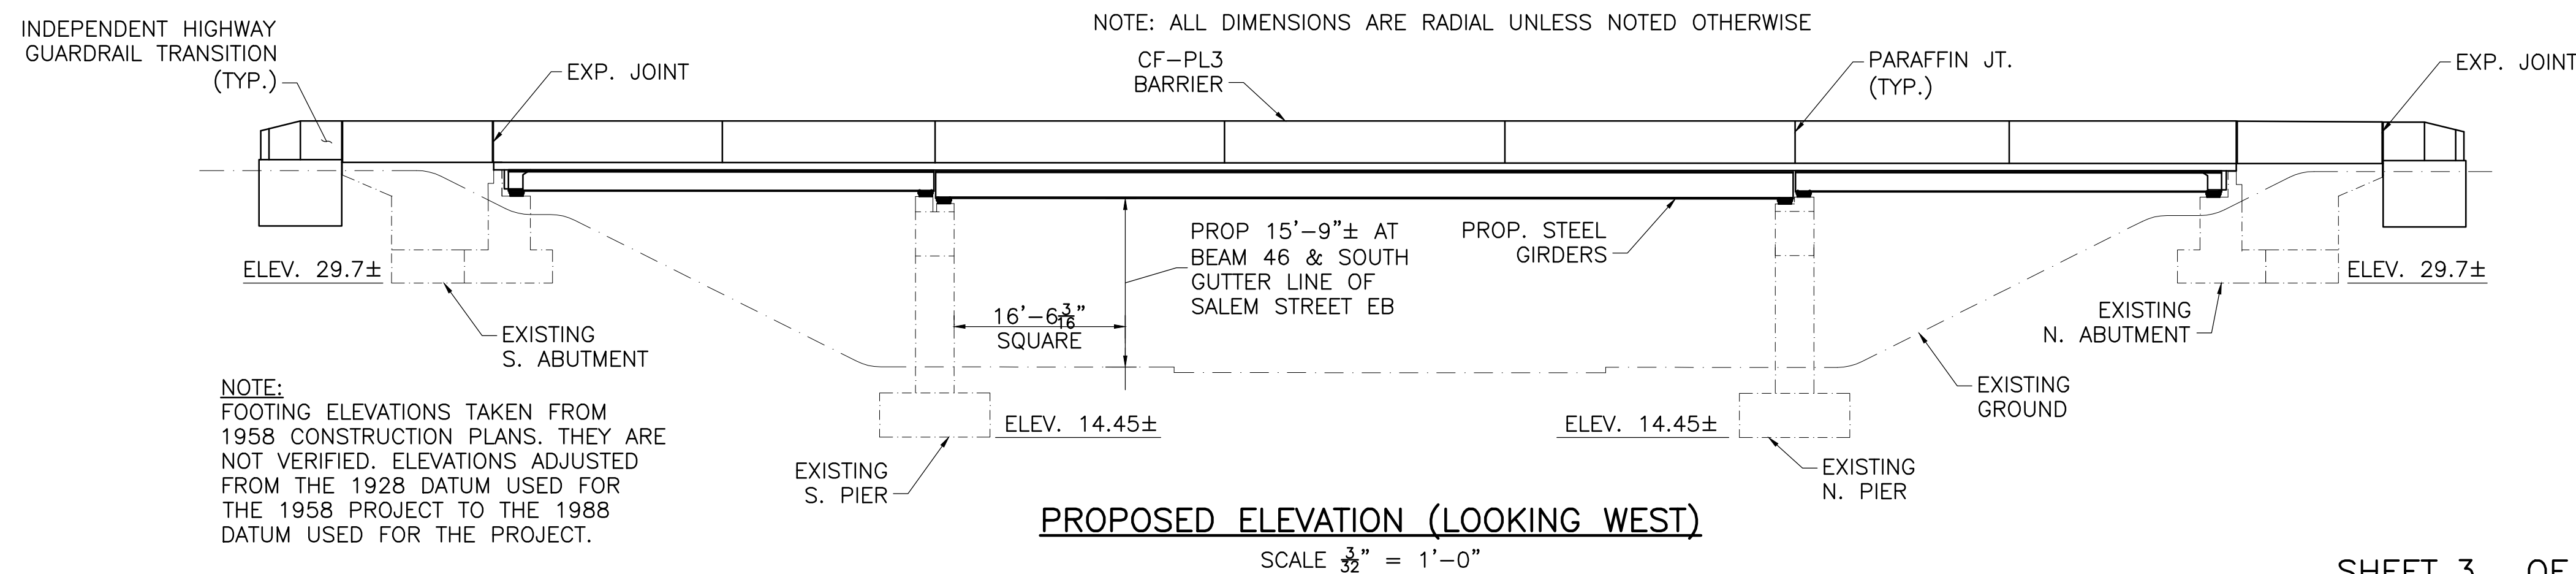 INDEPENDENT HIGHWAY
GUARDRAIL TRANSITION
(TYP.)
EXP. JOINT
NOTE: ALL DIMENSIONS ARE RADIAL UNLESS NOTED OTHERWISE
CF-PL3
BARRIER
PARAFFIN JT.
(TYP.)
EXP. JOINT
PROP 15'-9"± AT
BEAM 46 & SOUTH
GUTTER LINE OF
SALEM STREET EB
PROP. STEEL
GIRDERS
ELEV. 29.7±
ELEV. 29.7±
16'-6 3/16"
SQUARE
EXISTING
S. ABUTMENT
EXISTING
N. ABUTMENT
EXISTING
GROUND
NOTE:
FOOTING ELEVATIONS TAKEN FROM
1958 CONSTRUCTION PLANS. THEY ARE
NOT VERIFIED. ELEVATIONS ADJUSTED
FROM THE 1928 DATUM USED FOR
THE 1958 PROJECT TO THE 1988
DATUM USED FOR THE PROJECT.
ELEV. 14.45±
ELEV. 14.45±
EXISTING
S. PIER
EXISTING
N. PIER
PROPOSED ELEVATION (LOOKING WEST)
SCALE 3/32" = 1'-0"
SHEET 3 OF